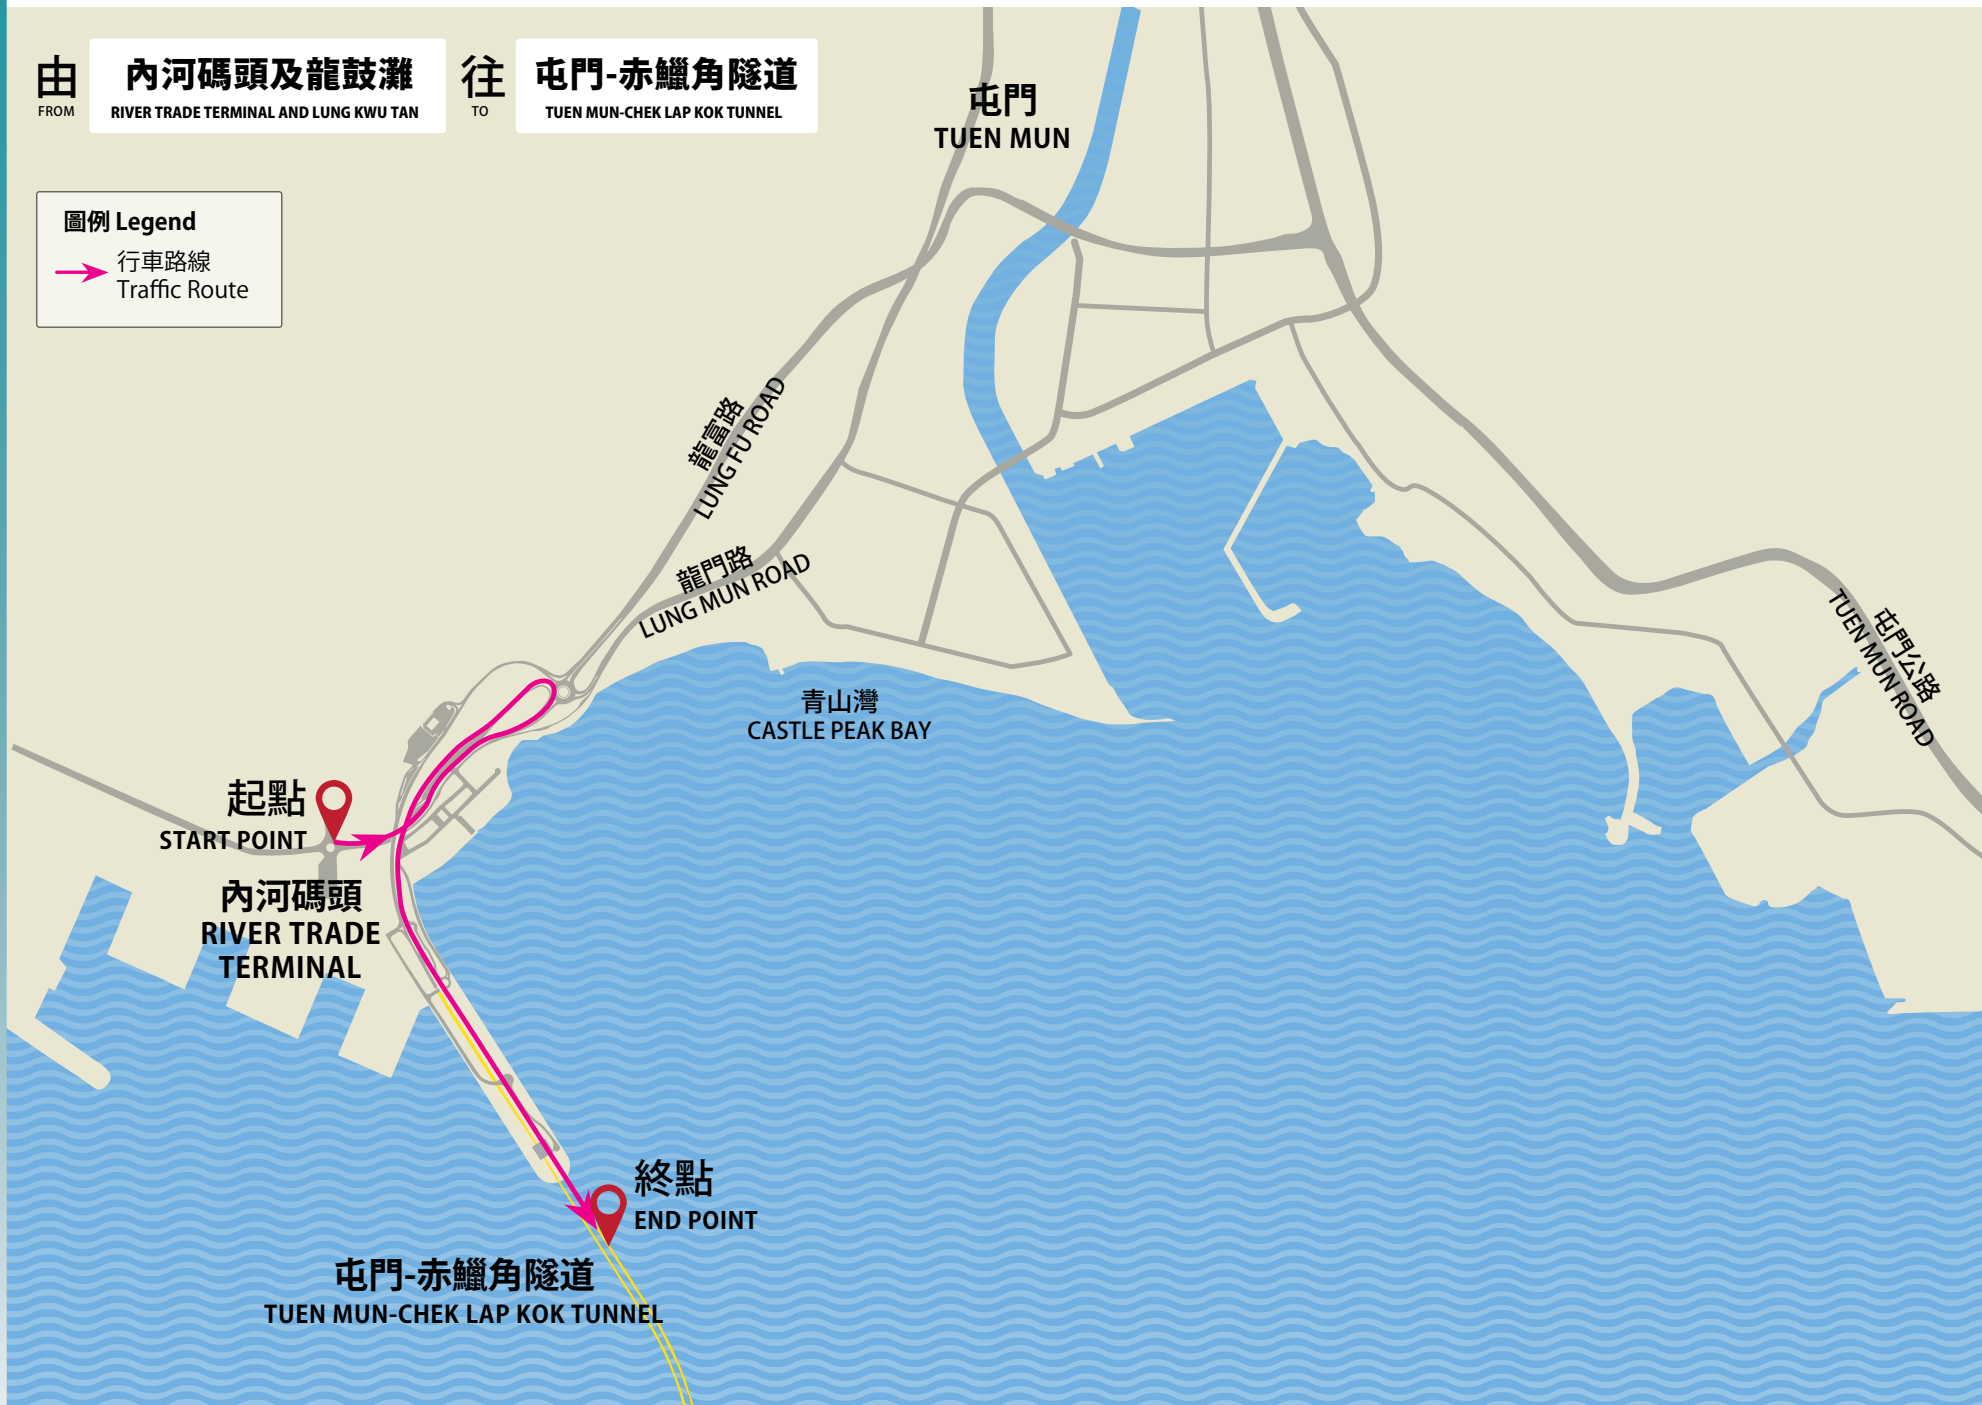 由
FROM
內河碼頭及龍鼓灘
RIVER TRADE TERMINAL AND LUNG KWU TAN
往
TO
屯門-赤鱲角隧道
TUEN MUN-CHEK LAP KOK TUNNEL
屯門
TUEN MUN
圖例 Legend
行車路線
Traffic Route
龍富路
LUNG FU ROAD
龍門路
LUNG MUN ROAD
屯門公路
TUEN MUN ROAD
青山灣
CASTLE PEAK BAY
起點
START POINT
內河碼頭
RIVER TRADE
TERMINAL
終點
END POINT
屯門-赤鱲角隧道
TUEN MUN-CHEK LAP KOK TUNNEL